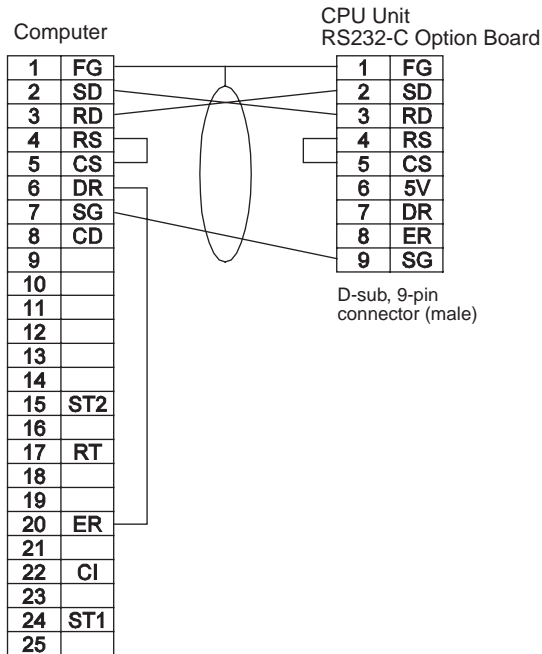 Computer
1 FG
2 SD
3 RD
4 RS
5 CS
6 DR
7 SG
8 CD
9
10
11
12
13
14
15 ST2
16
17 RT
18
19
20 ER
21
22 CI
23
24 ST1
25
CPU Unit
RS232-C Option Board
1 FG
2 SD
3 RD
4 RS
5 CS
6 5V
7 DR
8 ER
9 SG
D-sub, 9-pin
connector (male)